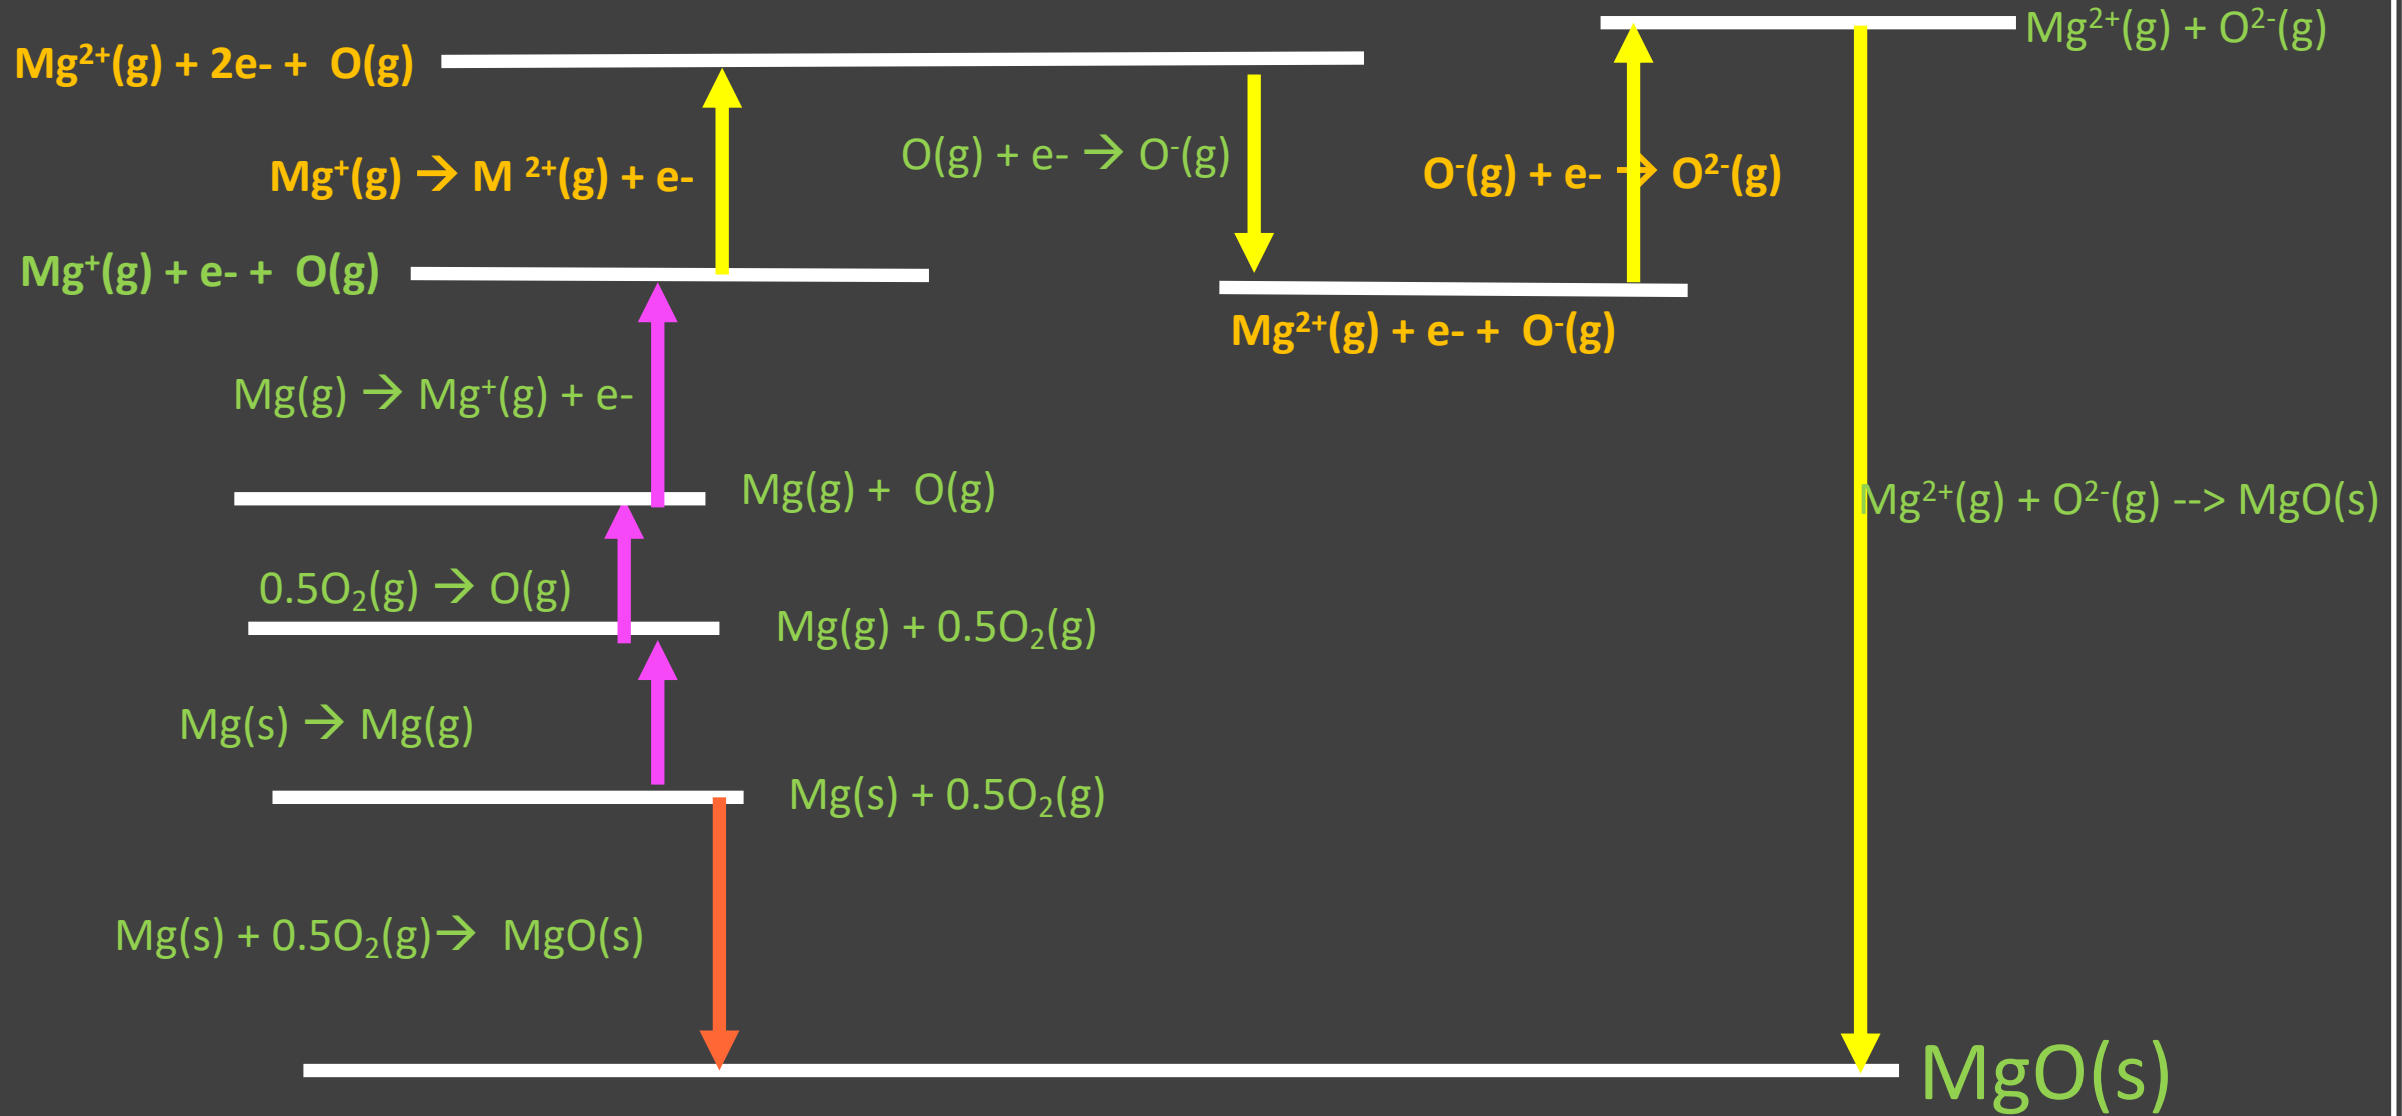 Mg²⁺(g) + O²⁻(g)
Mg²⁺(g) + 2e- + O(g)
O(g) + e- → O⁻(g)
Mg⁺(g) → M ²⁺(g) + e-
O⁻(g) + e- → O²⁻(g)
Mg⁺(g) + e- + O(g)
Mg²⁺(g) + e- + O⁻(g)
Mg(g) → Mg⁺(g) + e-
Mg(g) + O(g)
Mg²⁺(g) + O²⁻(g) --> MgO(s)
0.5O₂(g) → O(g)
Mg(g) + 0.5O₂(g)
Mg(s) → Mg(g)
Mg(s) + 0.5O₂(g)
Mg(s) + 0.5O₂(g)→ MgO(s)
MgO(s)